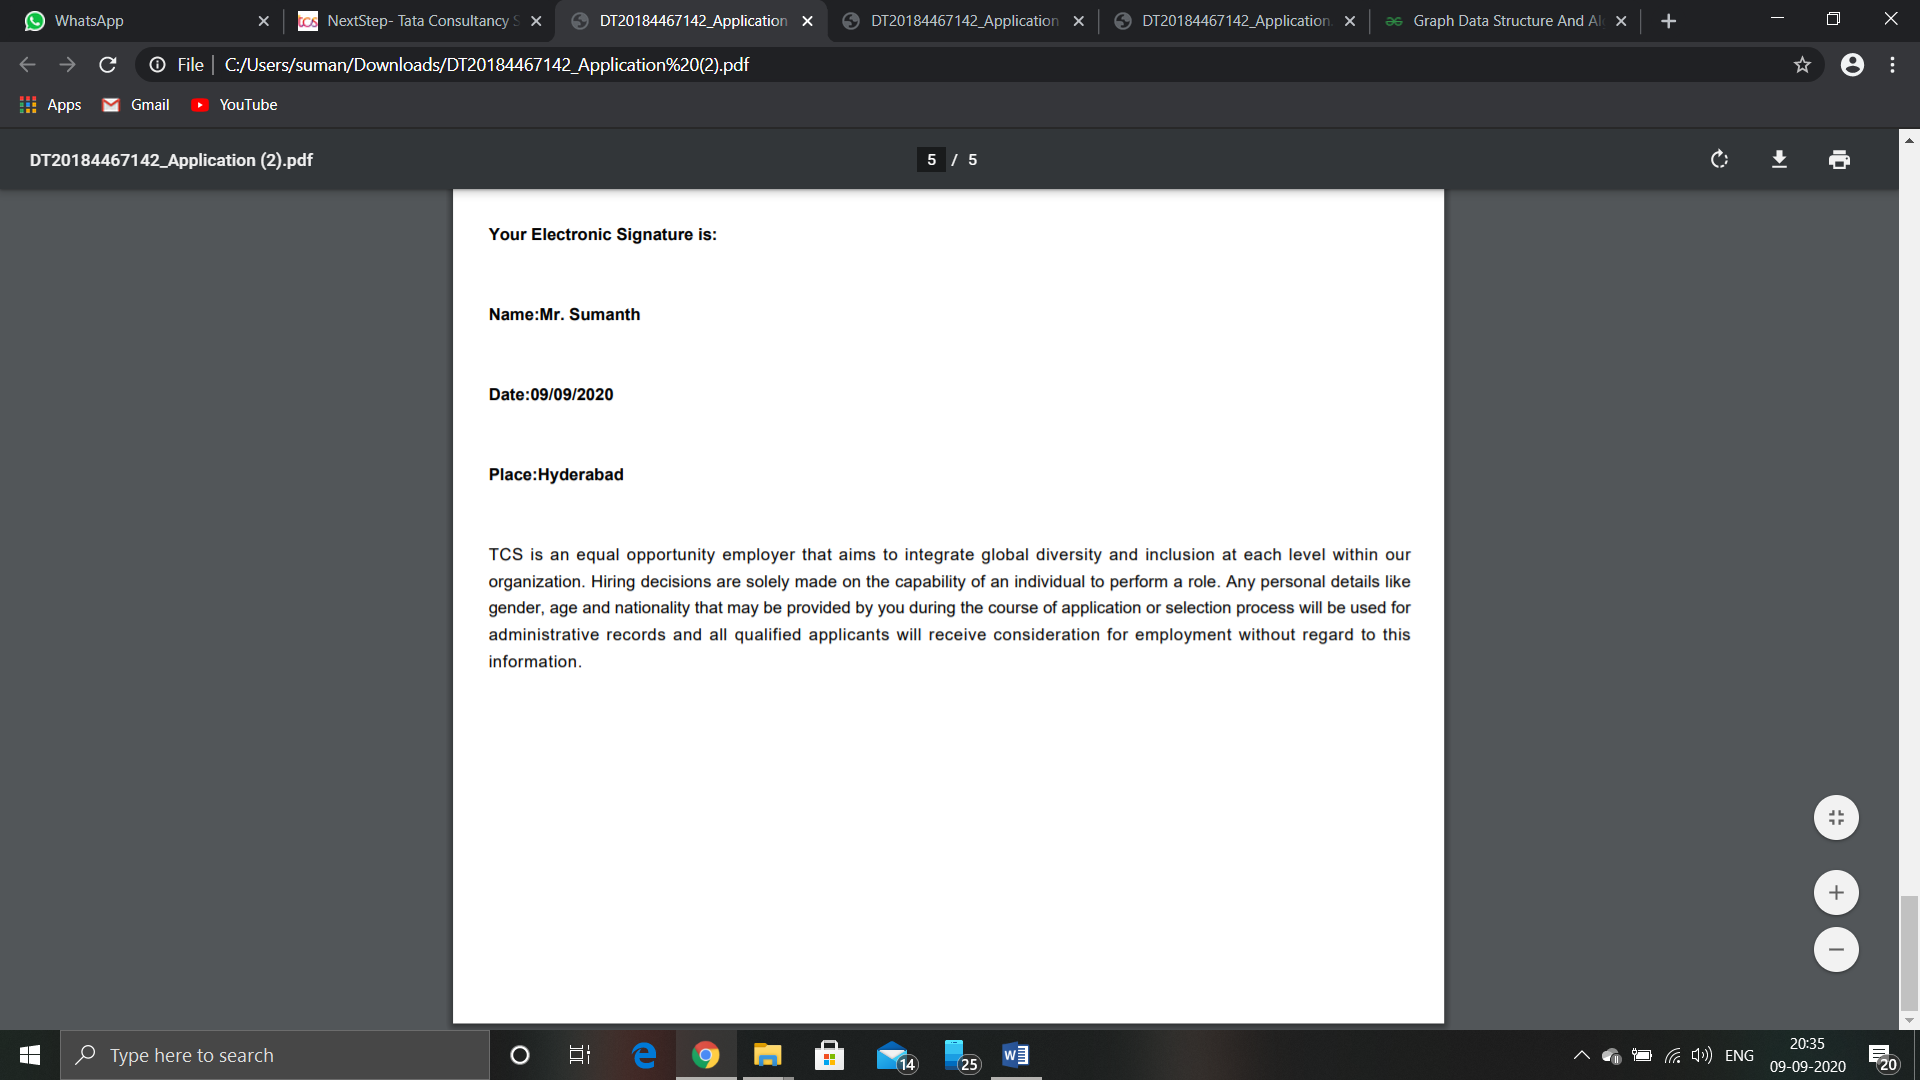 WhatsApp
NextStep- Tata Consultancy S
DT20184467142_Application
DT20184467142_Application
DT20184467142_Application.
Graph Data Structure And Al
File
C:/Users/suman/Downloads/DT20184467142_Application%20(2).pdf
Apps
Gmail
YouTube
DT20184467142_Application (2).pdf
5 / 5
Your Electronic Signature is:
Name:Mr. Sumanth
Date:09/09/2020
Place:Hyderabad
TCS is an equal opportunity employer that aims to integrate global diversity and inclusion at each level within our
organization. Hiring decisions are solely made on the capability of an individual to perform a role. Any personal details like
gender, age and nationality that may be provided by you during the course of application or selection process will be used for
administrative records and all qualified applicants will receive consideration for employment without regard to this
information.
Type here to search
14
25
ENG
20:35
09-09-2020
20